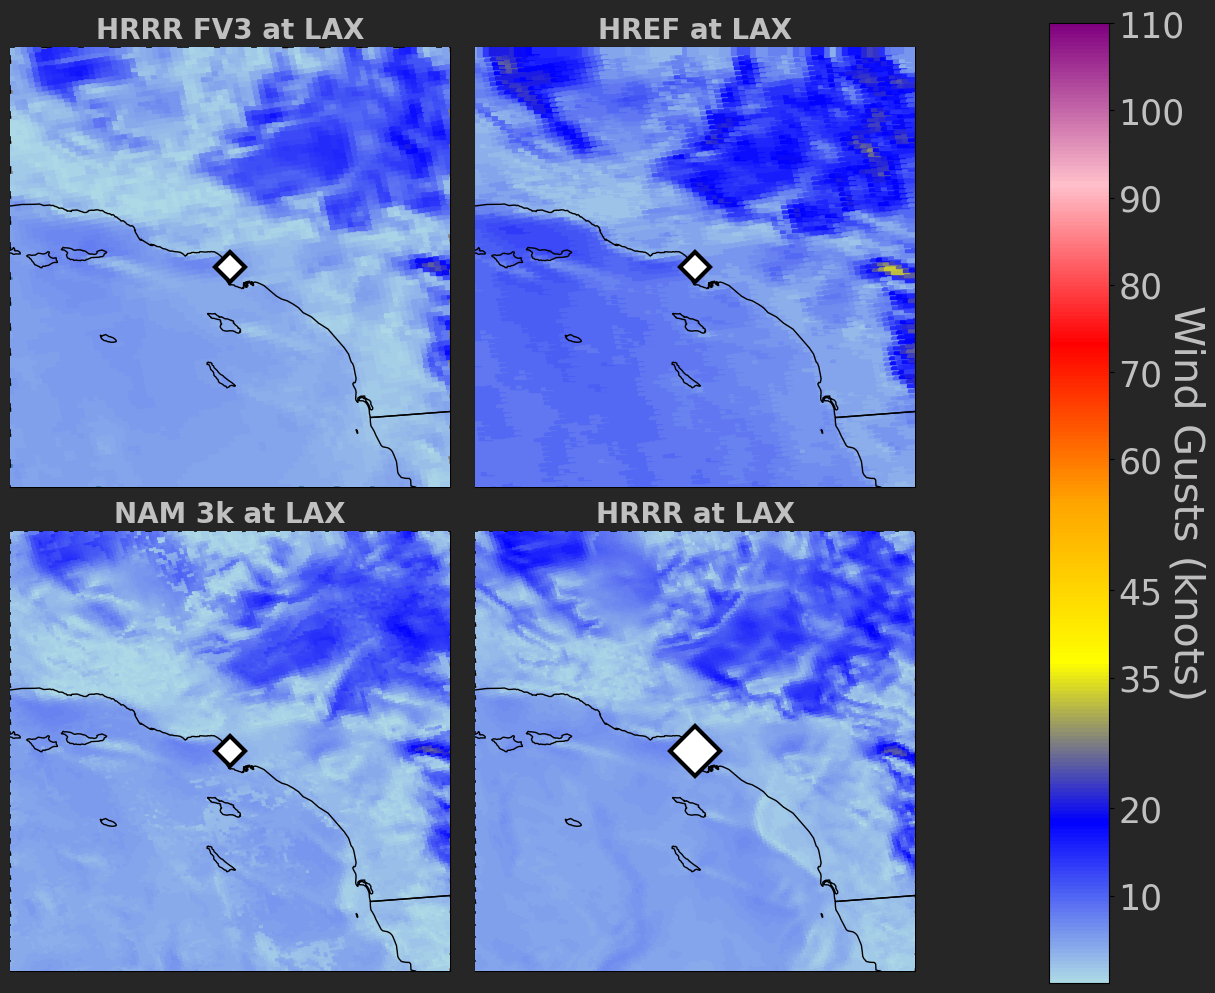 HRRR FV3 at LAX
HREF at LAX
NAM 3k at LAX
HRRR at LAX
110
100
90
80
70
60
45
35
20
10
Wind Gusts (knots)